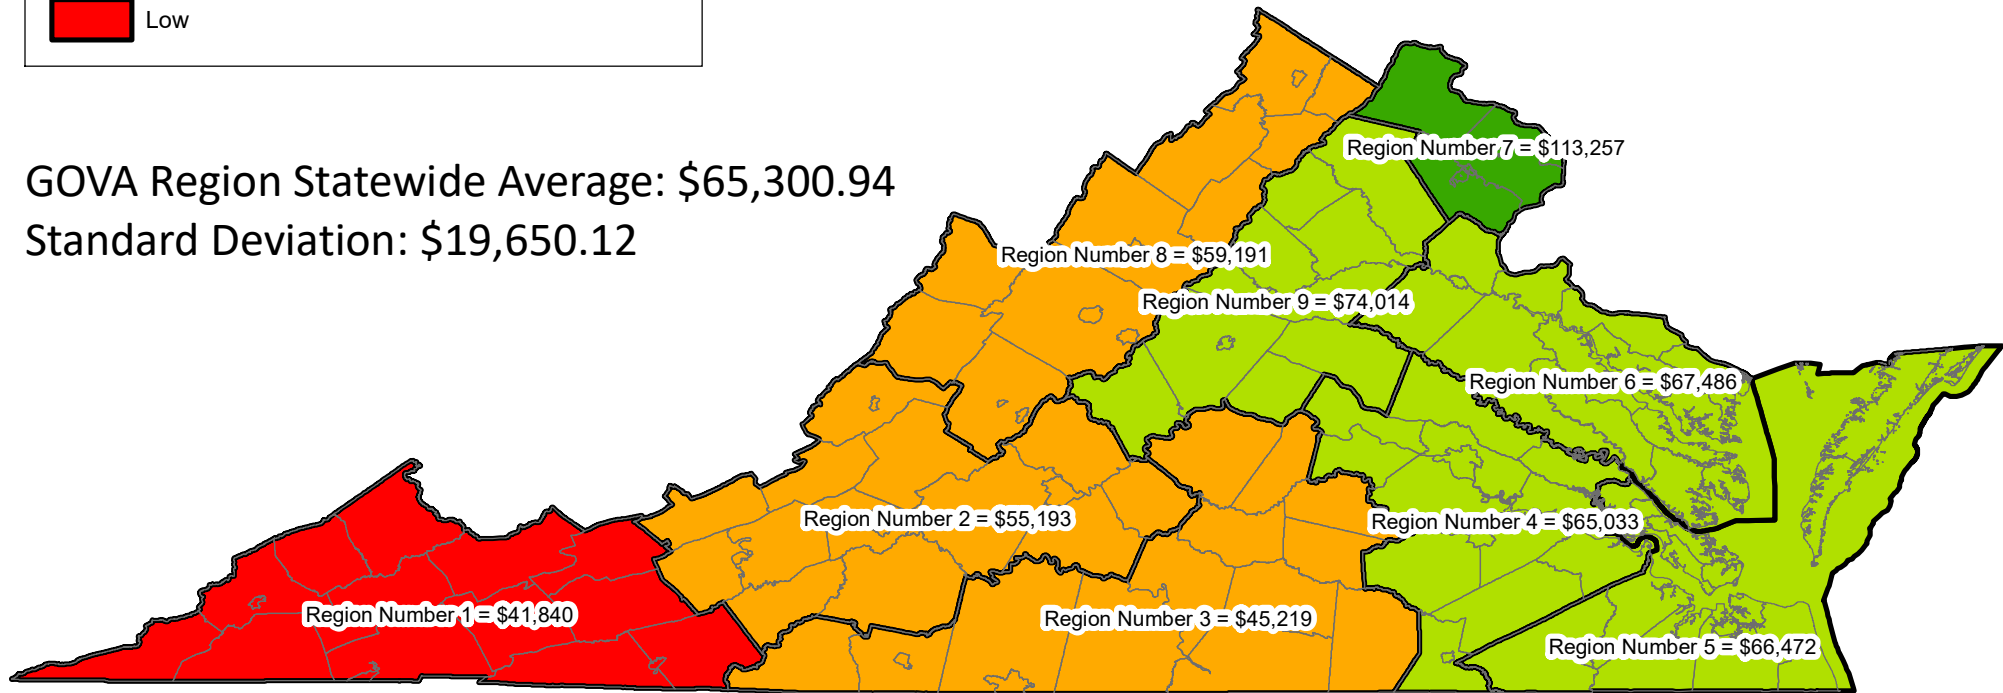 Low
GOVA Region Statewide Average: $65,300.94
Standard Deviation: $19,650.12
Region Number 7 = $113,257
Region Number 8 = $59,191
Region Number 9 = $74,014
Region Number 6 = $67,486
Region Number 2 = $55,193
Region Number 4 = $65,033
Region Number 1 = $41,840
Region Number 3 = $45,219
Region Number 5 = $66,472